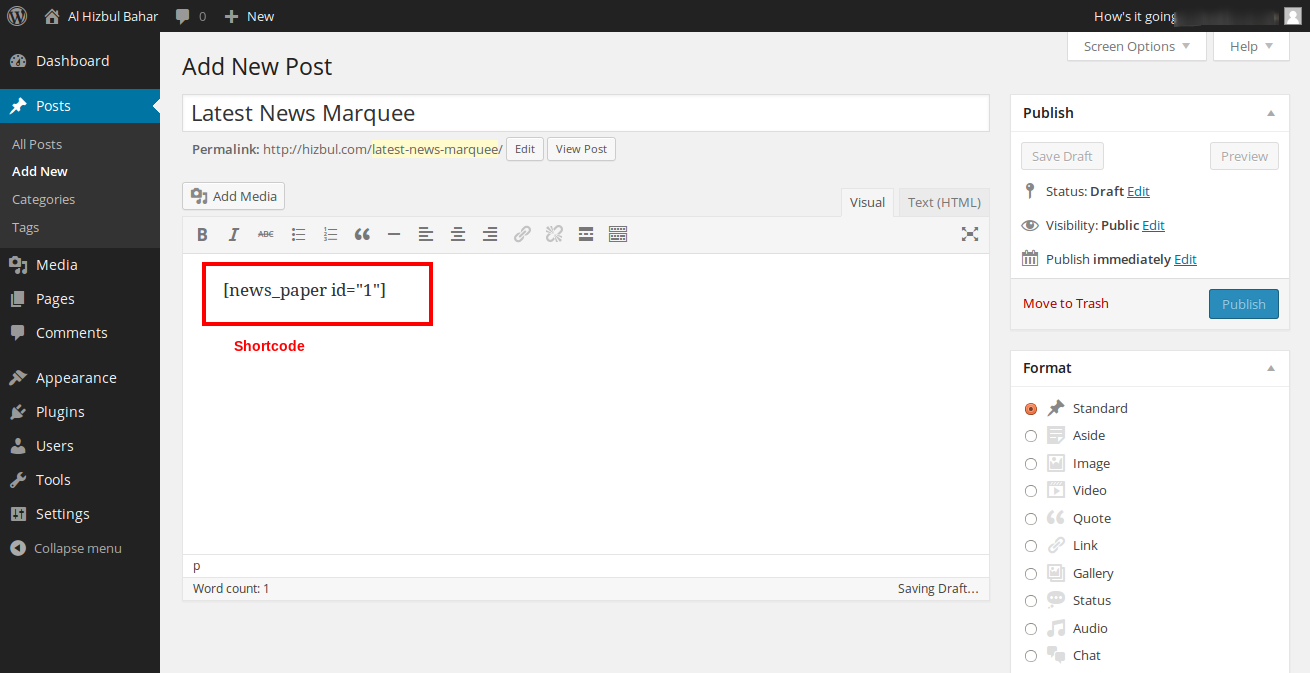 Al Hizbul Bahar 0 New How's it going
Screen Options Help
Dashboard
Posts
All Posts
Add New
Categories
Tags
Media
Pages
Comments
Appearance
Plugins
Users
Tools
Settings
Collapse menu
Add New Post
Latest News Marquee
Permalink: http://hizbul.com/latest-news-marquee/ Edit View Post
Add Media
Visual Text (HTML)
B I ABC
[news_paper id="1"]
Shortcode
p
Word count: 1 Saving Draft…
Publish
Save Draft Preview
Status: Draft Edit
Visibility: Public Edit
Publish immediately Edit
Move to Trash Publish
Format
Standard
Aside
Image
Video
Quote
Link
Gallery
Status
Audio
Chat